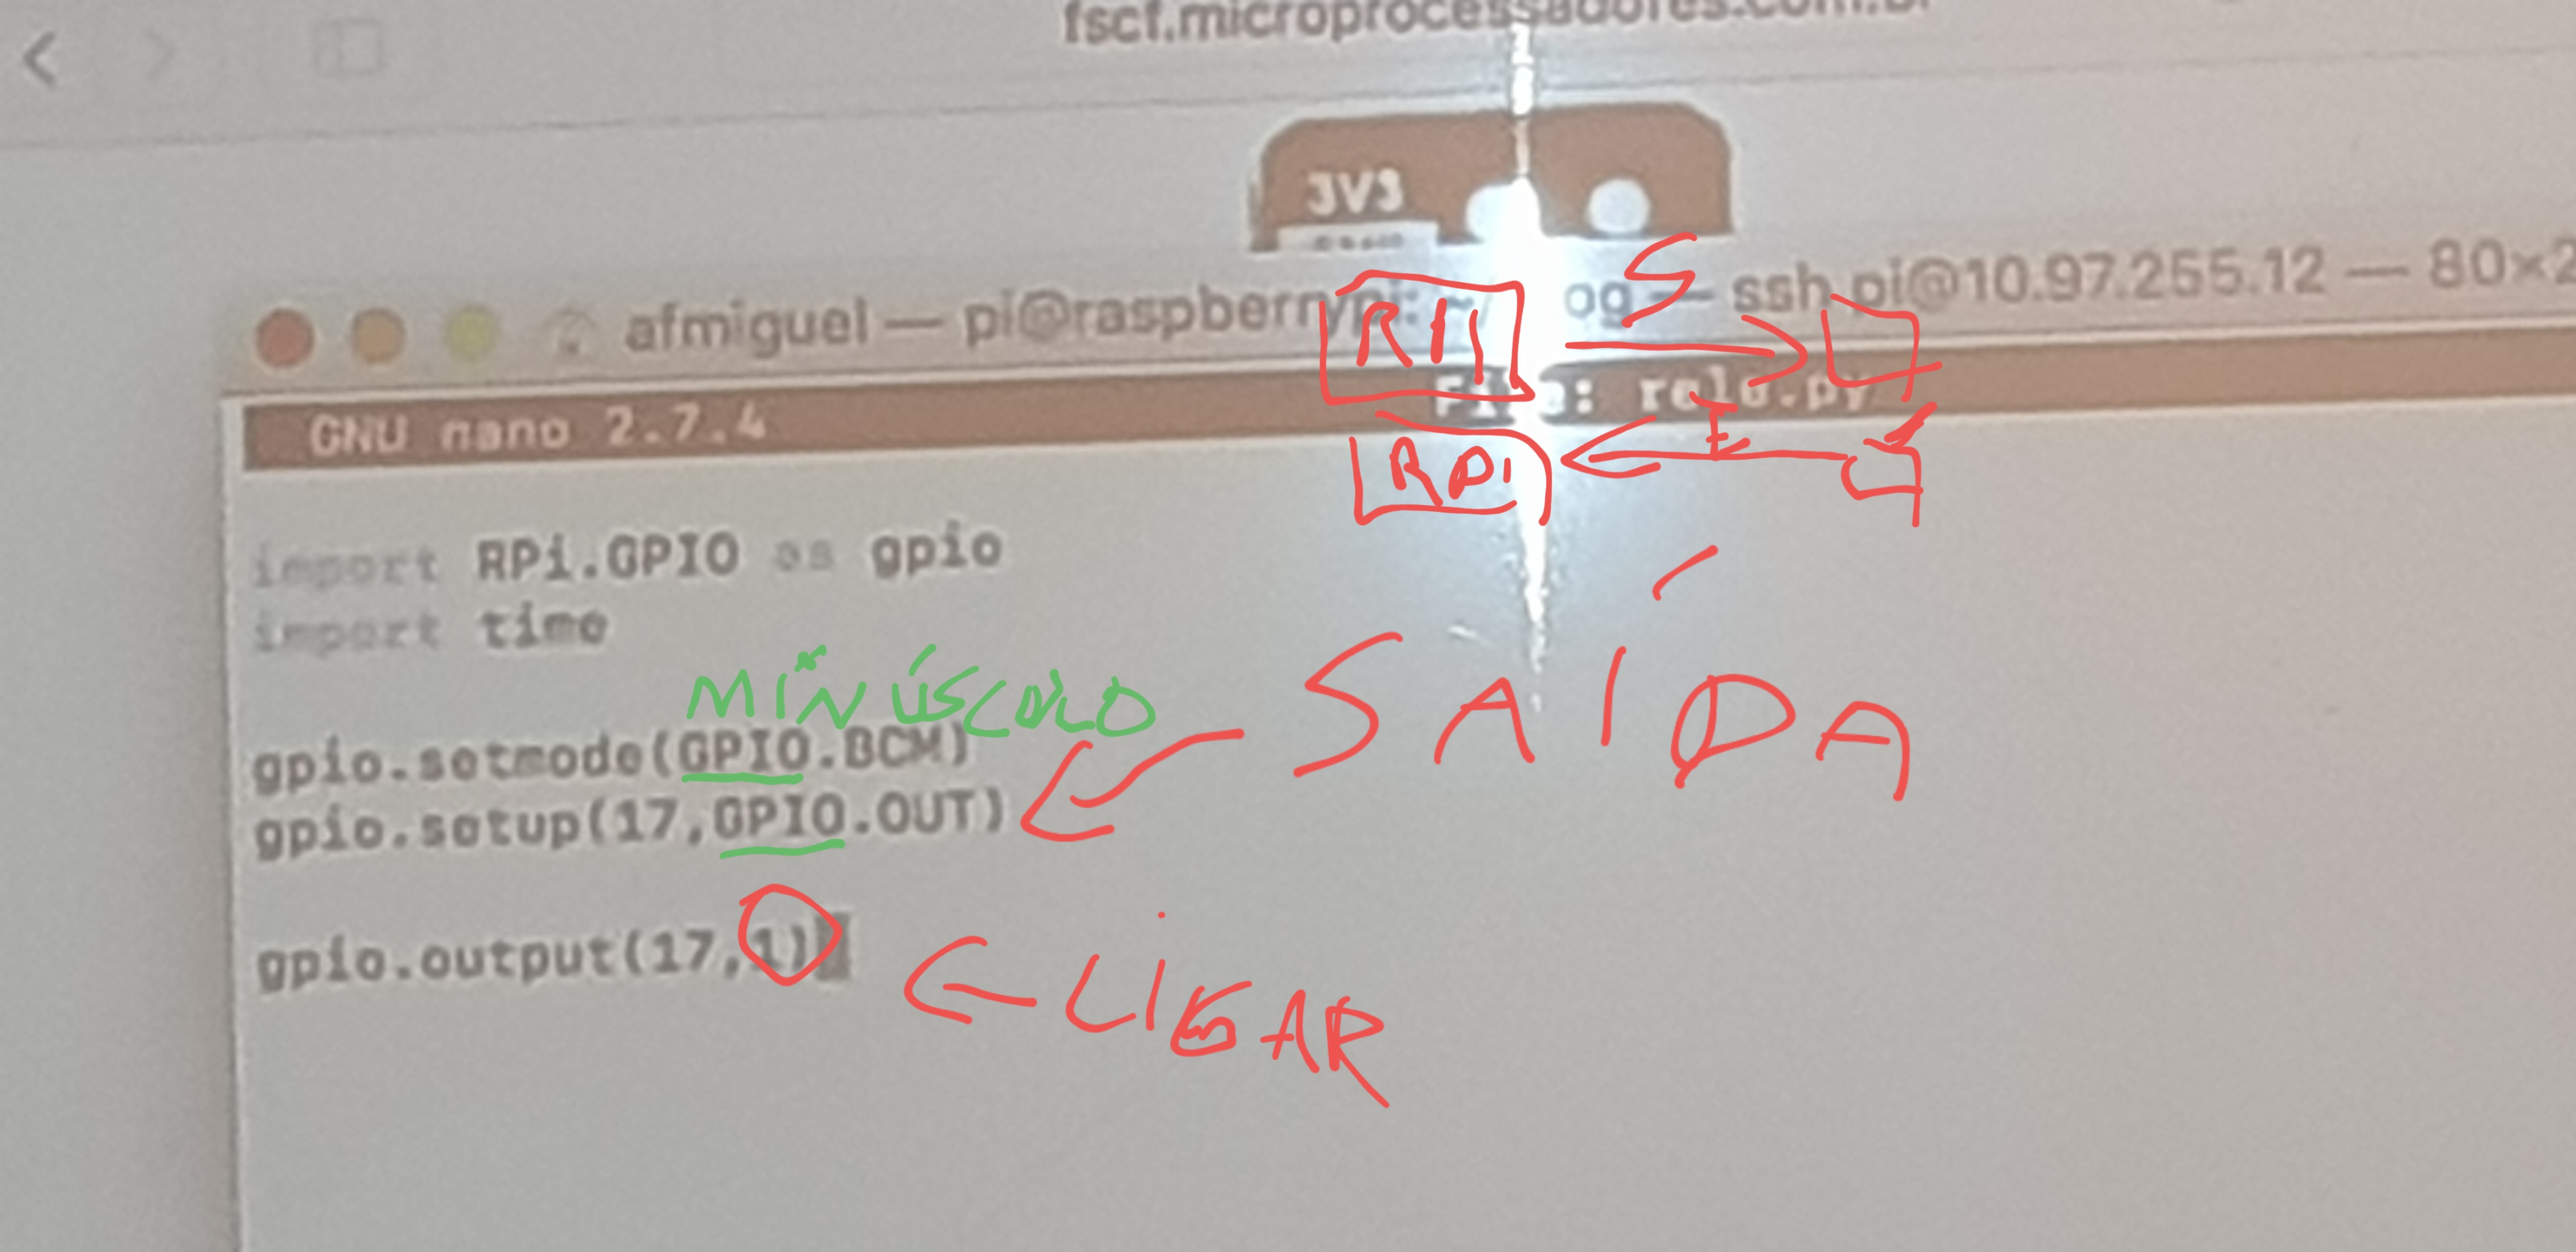 fscf.microprocessadores.com.br
3V3
afmiguel — pi@raspberrypi: ~/ og — ssh pi@10.97.255.12 — 80×2
RPi S
GNU nano 2.7.4 File: rele.py
RPi E
import RPi.GPIO as gpio
import time
MINÚSCULO
SAÍDA
gpio.setmode(GPIO.BCM)
gpio.setup(17,GPIO.OUT)
gpio.output(17,1)
LIGAR